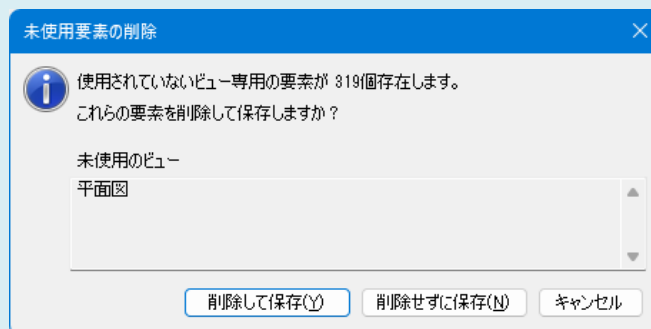 未使用要素の削除
使用されていないビュー専用の要素が 319個存在します。
これらの要素を削除して保存しますか？
未使用のビュー
平面図
削除して保存(Y) 削除せずに保存(N) キャンセル